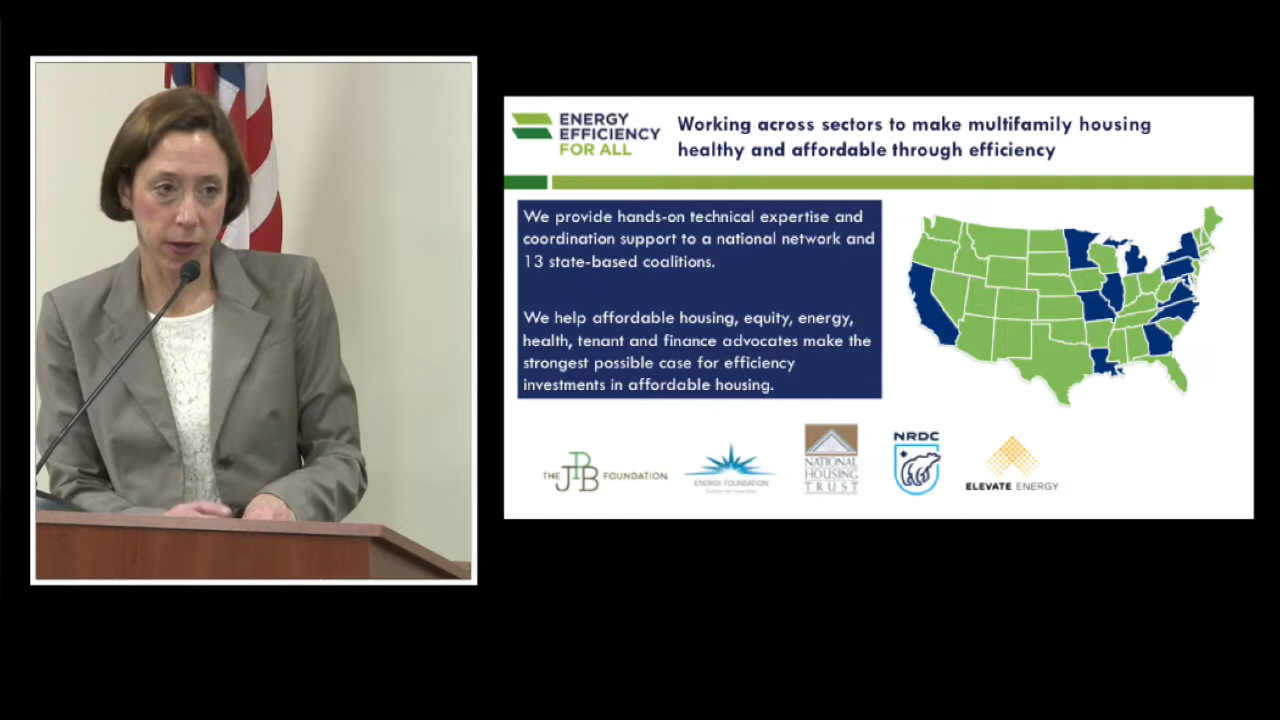 ENERGY
EFFICIENCY
FOR ALL
Working across sectors to make multifamily housing
healthy and affordable through efficiency
We provide hands-on technical expertise and
coordination support to a national network and
13 state-based coalitions.
We help affordable housing, equity, energy,
health, tenant and finance advocates make the
strongest possible case for efficiency
investments in affordable housing.
THE JPB FOUNDATION
ENERGY FOUNDATION
NATIONAL
HOUSING
TRUST
NRDC
ELEVATE ENERGY